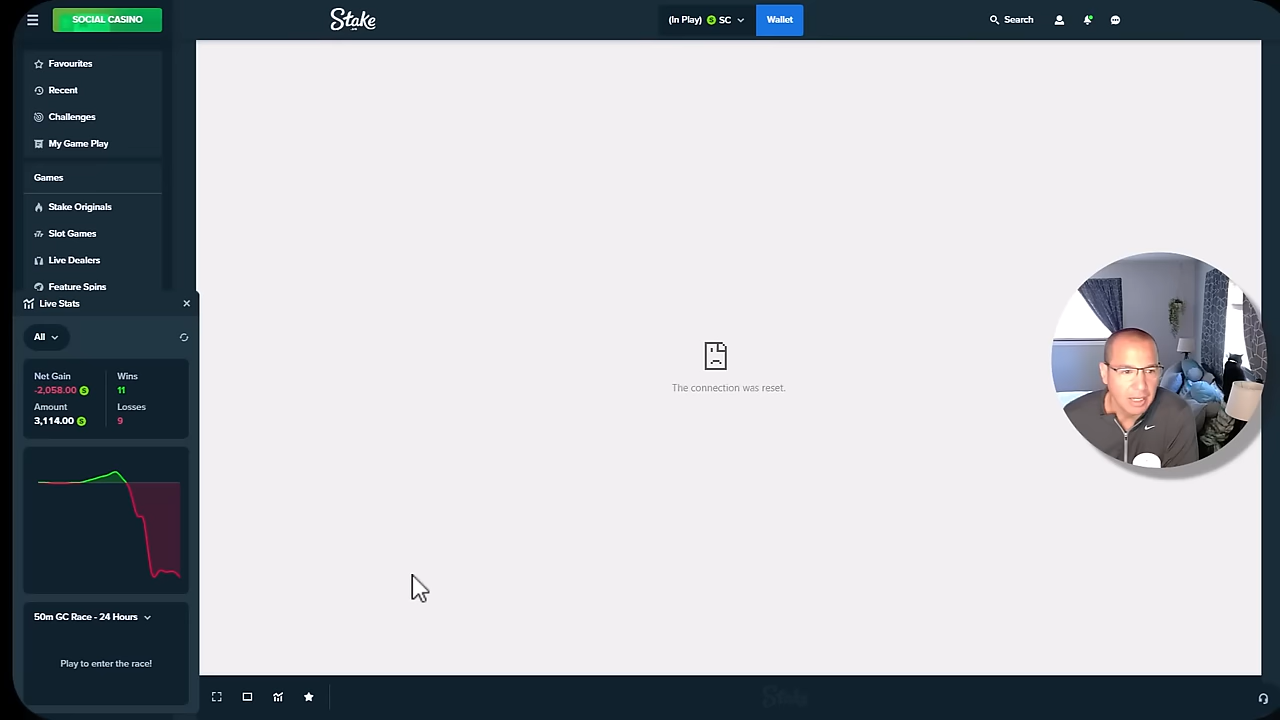 SOCIAL CASINO
Stake
(In Play) SC
Wallet
Search
Favourites
Recent
Challenges
My Game Play
Games
Stake Originals
Slot Games
Live Dealers
Feature Spins
Live Stats
All
Net Gain
-2,058.00
Wins
11
Amount
3,114.00
Losses
9
50m GC Race - 24 Hours
Play to enter the race!
The connection was reset.
Stake